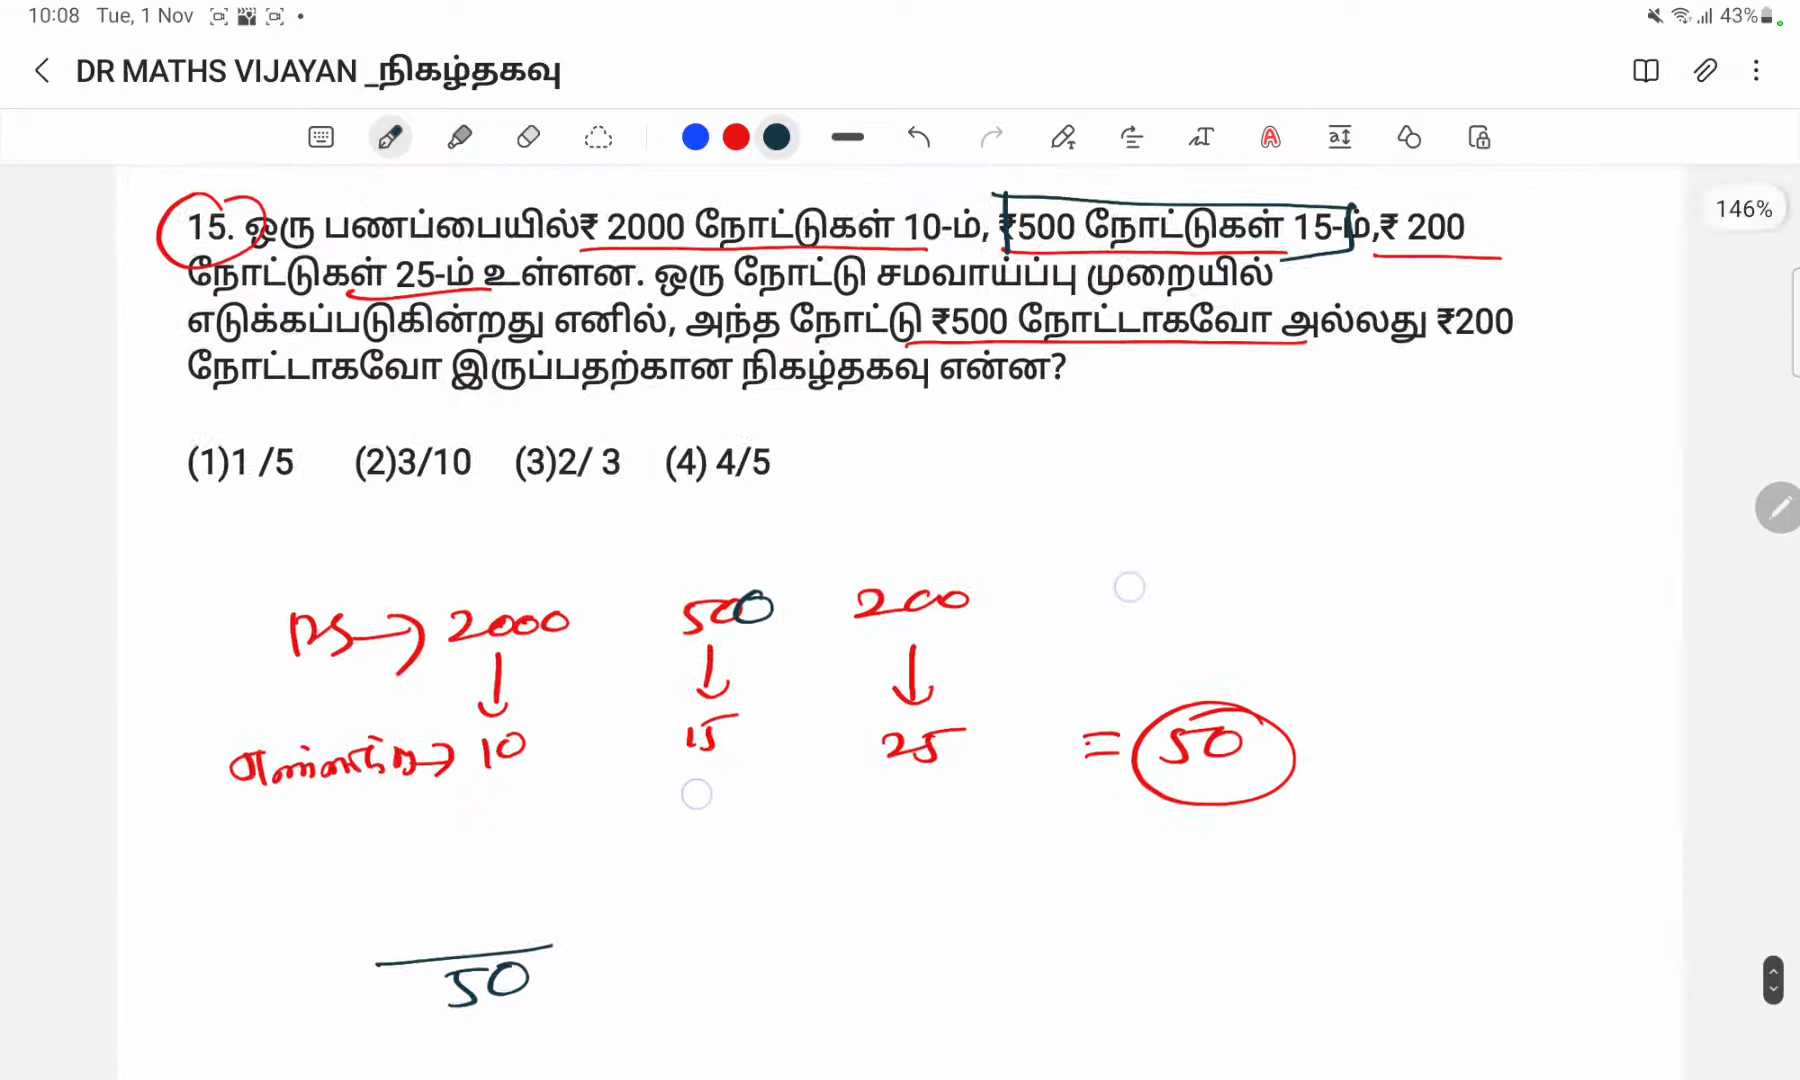 10:08 Tue, 1 Nov 43%
DR MATHS VIJAYAN _நிகழ்தகவு
146%
15. ஒரு பணப்பையில்₹ 2000 நோட்டுகள் 10-ம், ₹500 நோட்டுகள் 15-ம்,₹ 200
நோட்டுகள் 25-ம் உள்ளன. ஒரு நோட்டு சமவாய்ப்பு முறையில்
எடுக்கப்படுகின்றது எனில், அந்த நோட்டு ₹500 நோட்டாகவோ அல்லது ₹200
நோட்டாகவோ இருப்பதற்கான நிகழ்தகவு என்ன?
(1)1 /5 (2)3/10 (3)2/ 3 (4) 4/5
2000 500 200
10 15 25 = 50
50